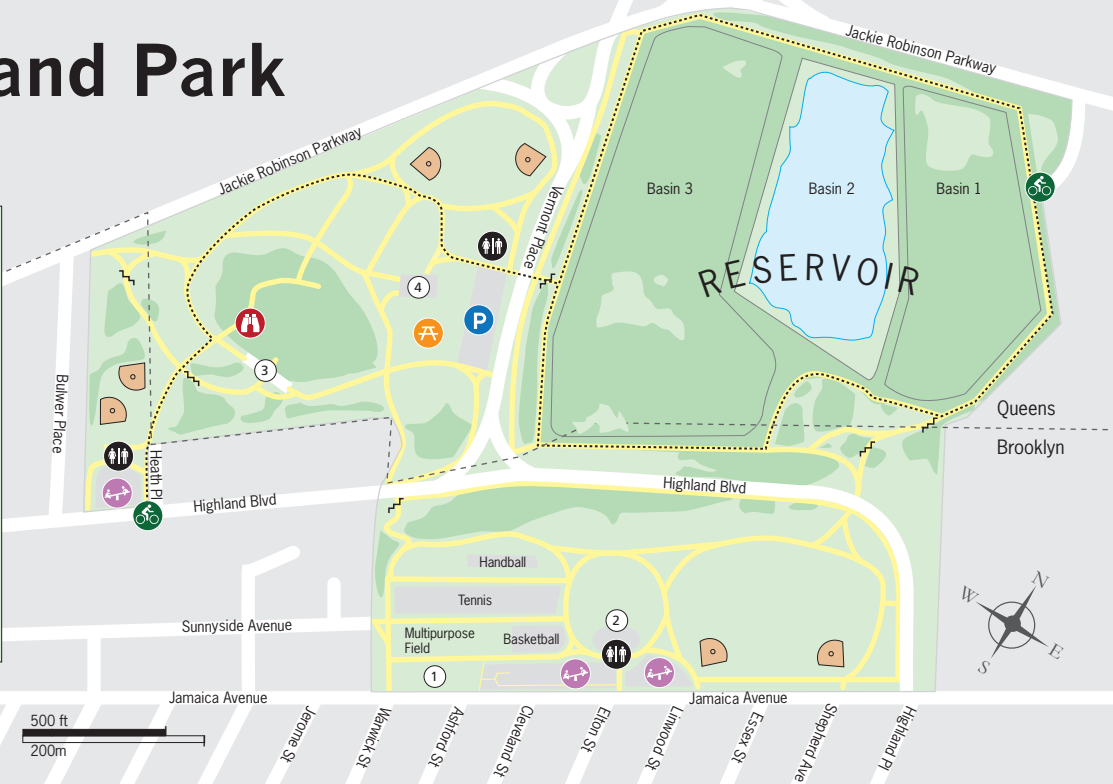 and Park
Jackie Robinson Parkway
Jackie Robinson Parkway
Vermont Place
Basin 3
Basin 2
Basin 1
RESERVOIR
4
P
3
Bulwer Place
Heath Pl
Highland Blvd
Highland Blvd
Queens
Brooklyn
Handball
Tennis
Multipurpose
Field
Basketball
2
1
Sunnyside Avenue
N
W
E
S
Jamaica Avenue
Jamaica Avenue
500 ft
200m
Jerome St
Warwick St
Ashford St
Cleveland St
Elton St
Linwood St
Essex St
Shepherd Ave
Highland Pl